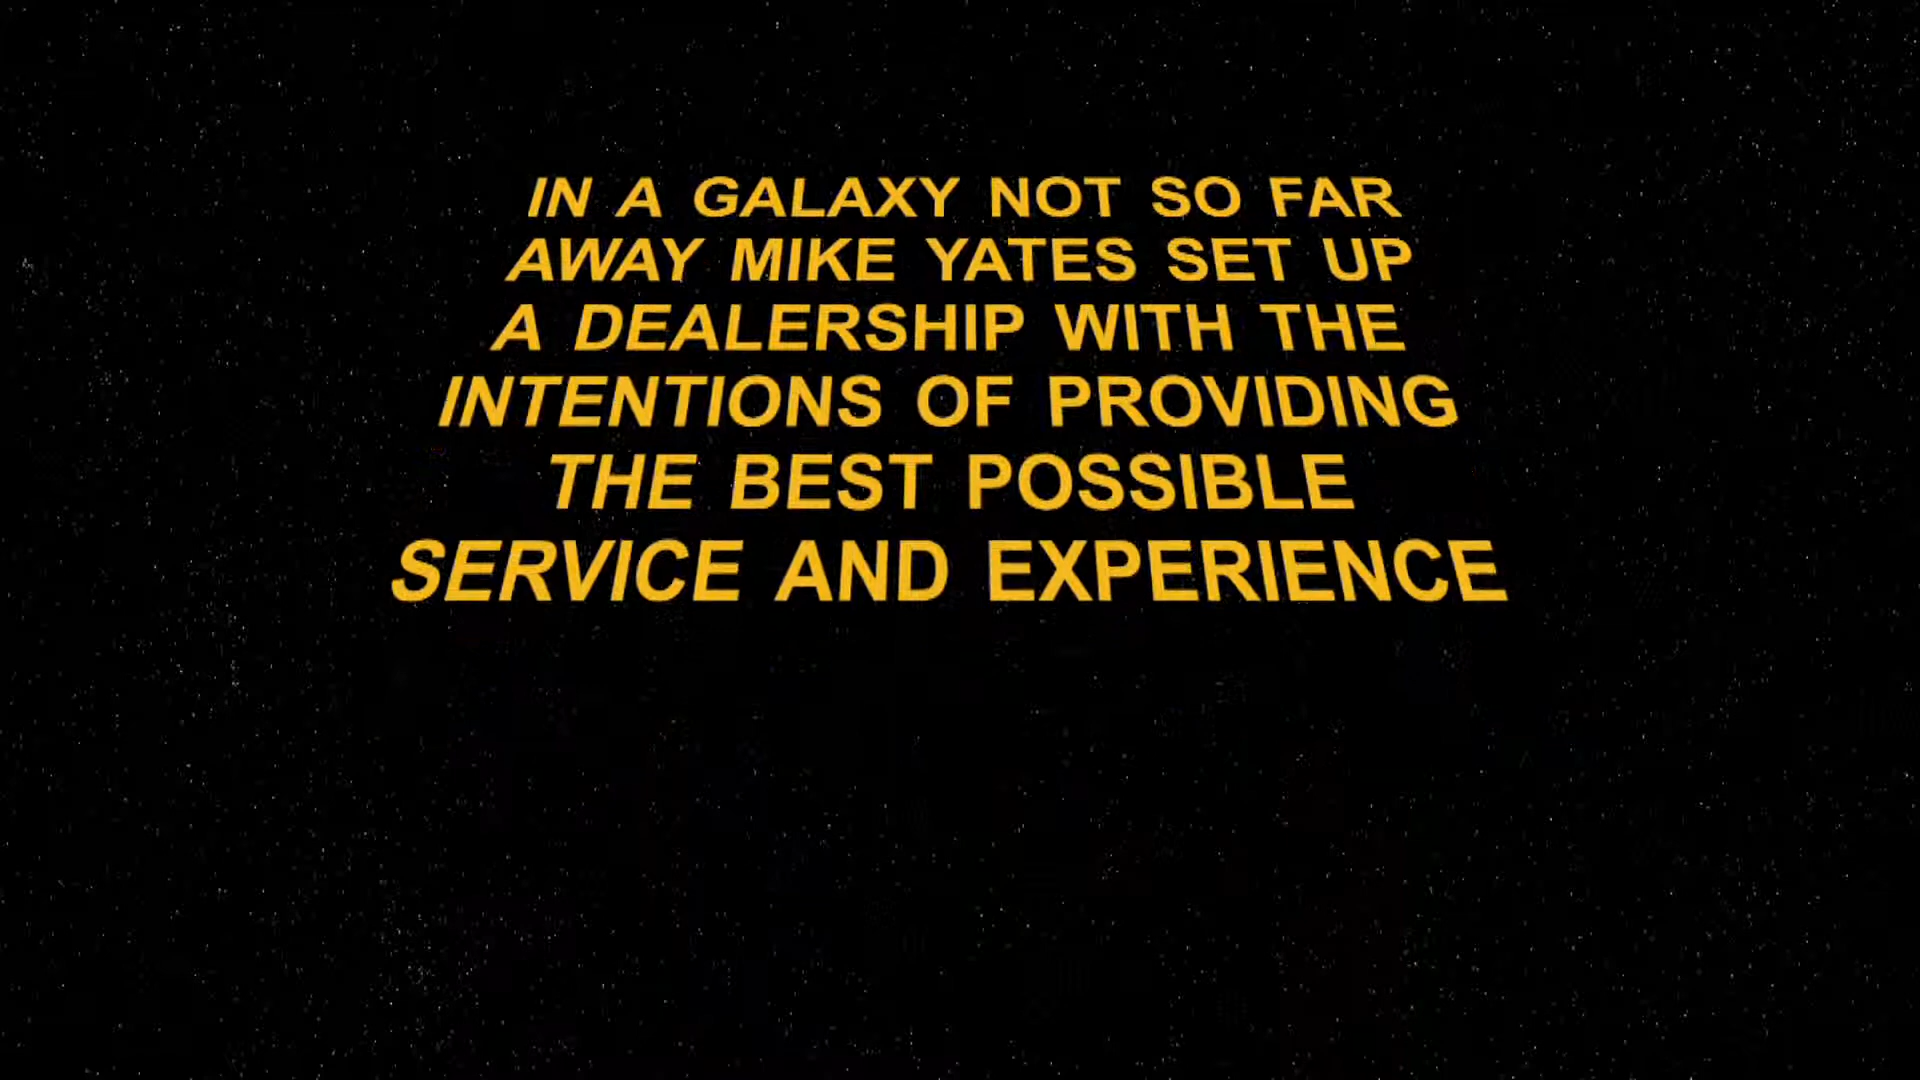 IN A GALAXY NOT SO FAR
AWAY MIKE YATES SET UP
A DEALERSHIP WITH THE
INTENTIONS OF PROVIDING
THE BEST POSSIBLE
SERVICE AND EXPERIENCE